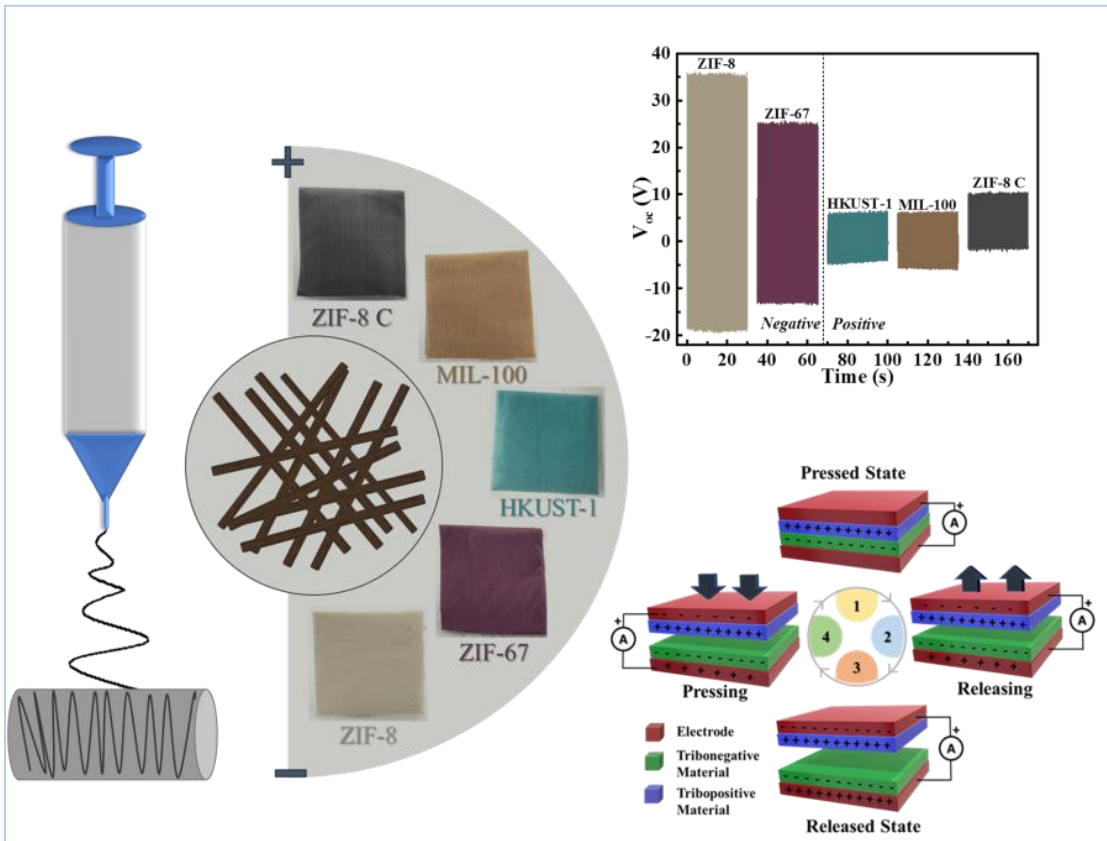 +
ZIF-8 C
MIL-100
HKUST-1
ZIF-67
ZIF-8
−
40
30
20
10
0
-10
-20
Voc (V)
ZIF-8
ZIF-67
HKUST-1 MIL-100
ZIF-8 C
Negative Positive
0 20 40 60 80 100 120 140 160
Time (s)
Pressed State
+
A
1
2
3
4
+
A
Pressing
+
A
Releasing
Electrode
Tribonegative
Material
Tribopositive
Material
+
A
Released State